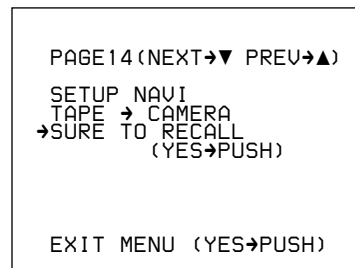 PAGE14(NEXT➔▼ PREV➔▲)
SETUP NAVI
TAPE ➔ CAMERA
➔SURE TO RECALL
(YES➔PUSH)
EXIT MENU (YES➔PUSH)